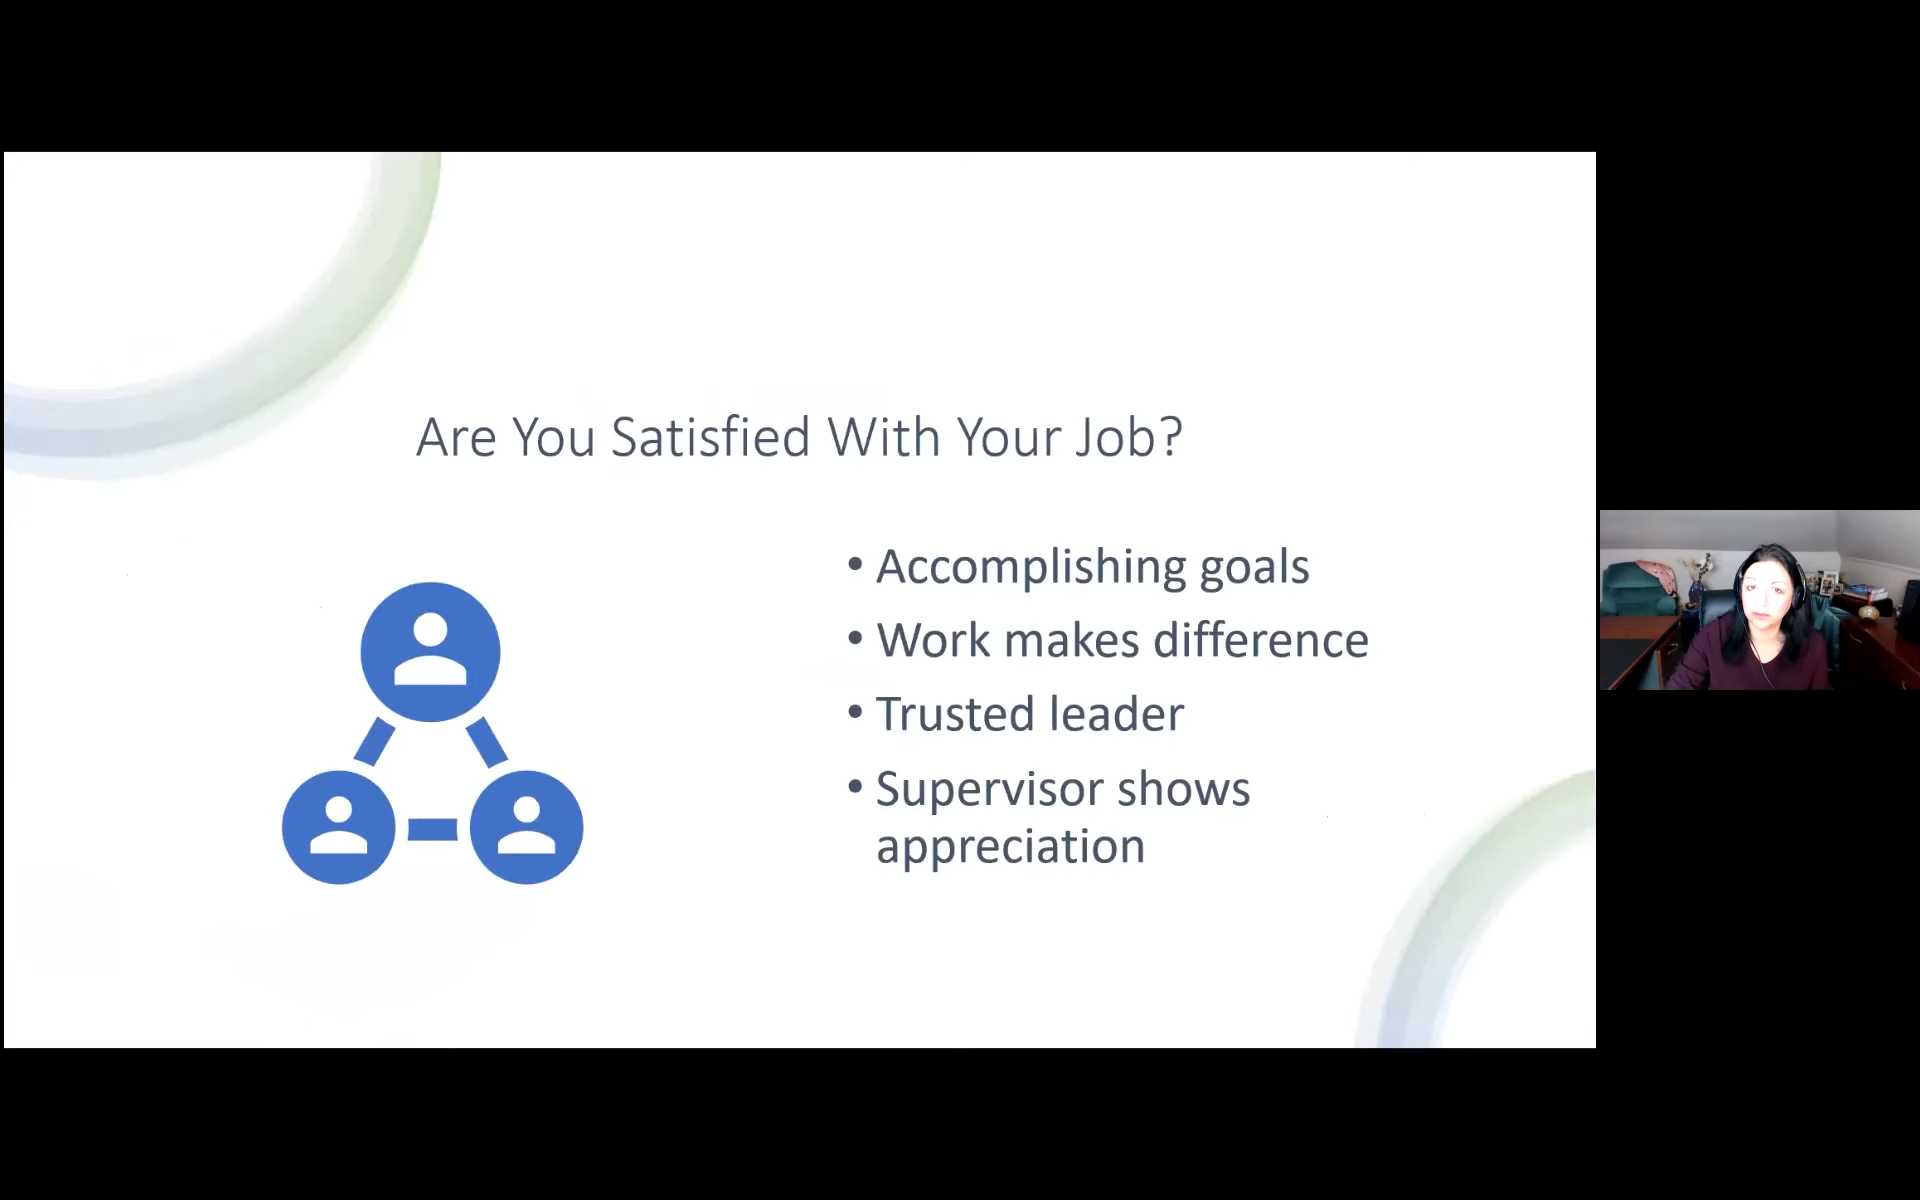 Are You Satisfied With Your Job?
• Accomplishing goals
• Work makes difference
• Trusted leader
• Supervisor shows
appreciation